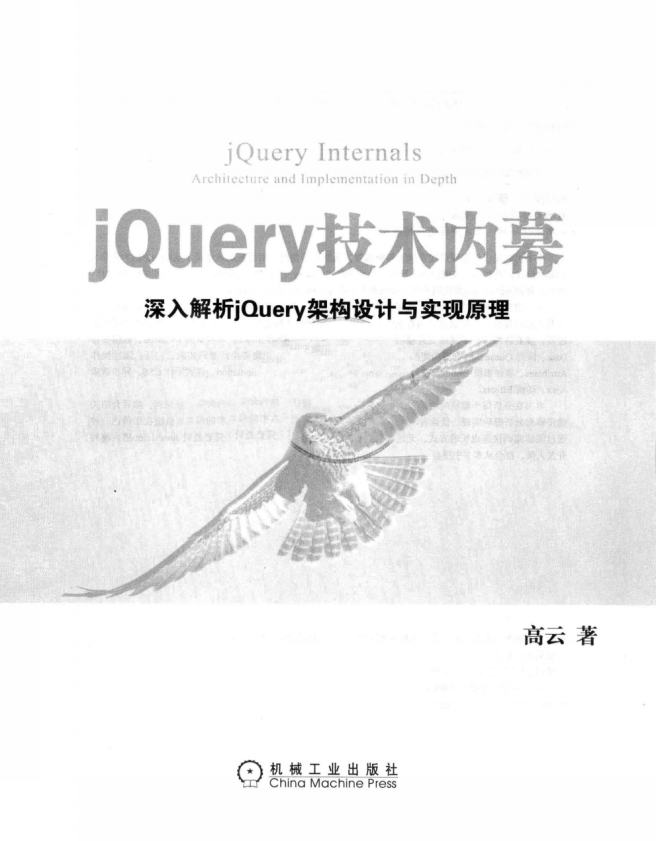 jQuery Internals
Architecture and Implementation in Depth
jQuery技术内幕
深入解析jQuery架构设计与实现原理
高云 著
机械工业出版社
China Machine Press